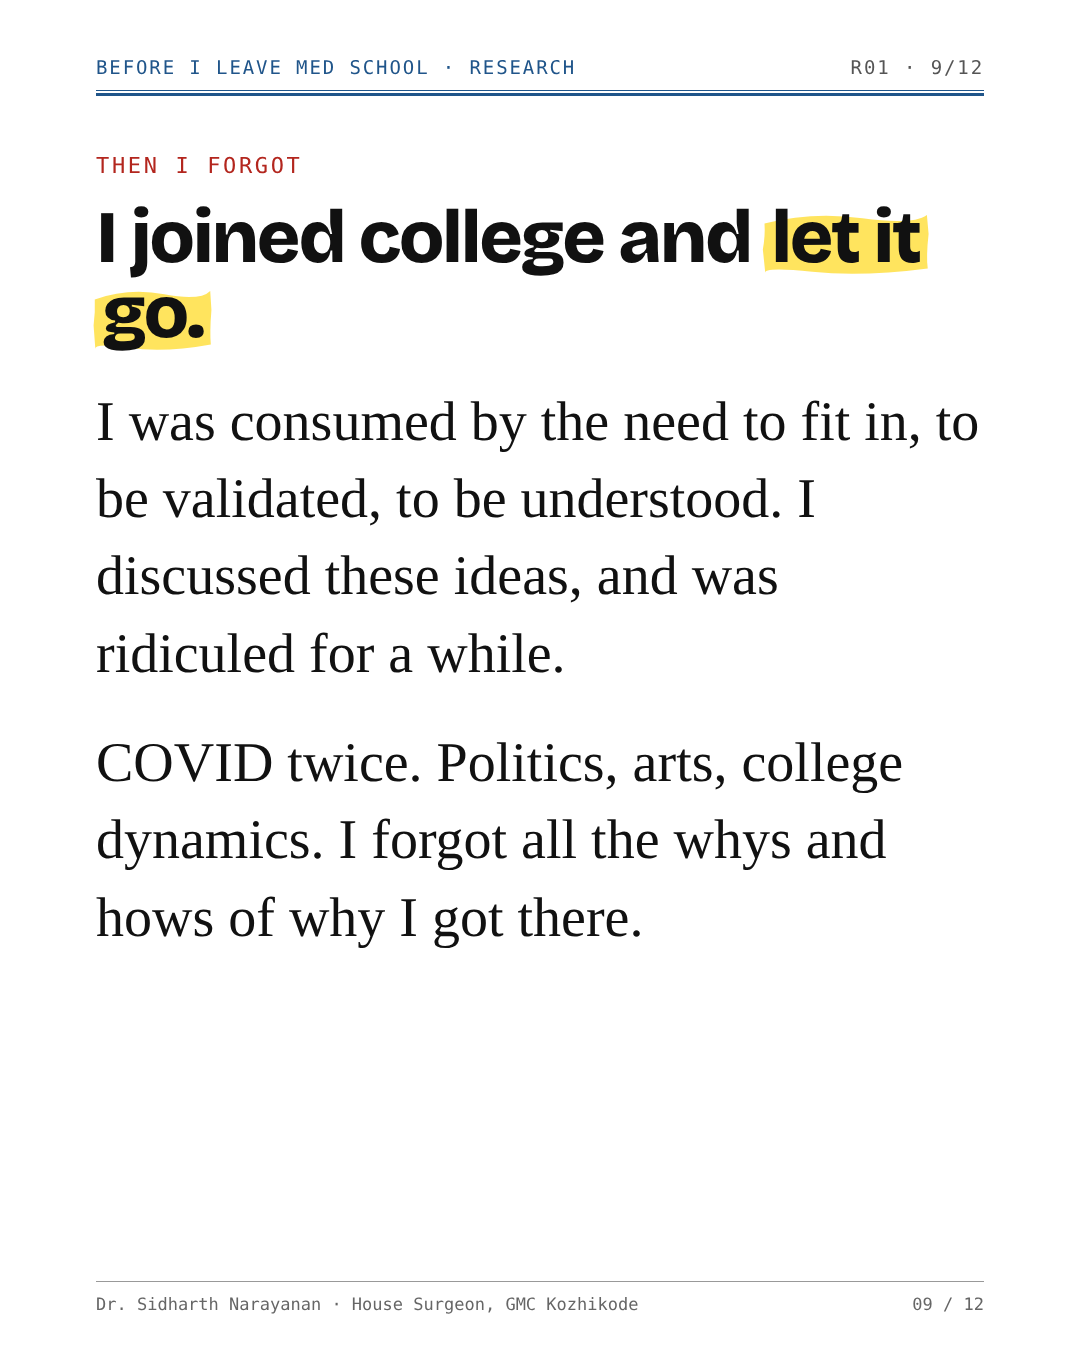 BEFORE I LEAVE MED SCHOOL · RESEARCH
R01 · 9/12
THEN I FORGOT
I joined college and let it
go.
I was consumed by the need to fit in, to
be validated, to be understood. I
discussed these ideas, and was
ridiculed for a while.
COVID twice. Politics, arts, college
dynamics. I forgot all the whys and
hows of why I got there.
Dr. Sidharth Narayanan · House Surgeon, GMC Kozhikode
09 / 12